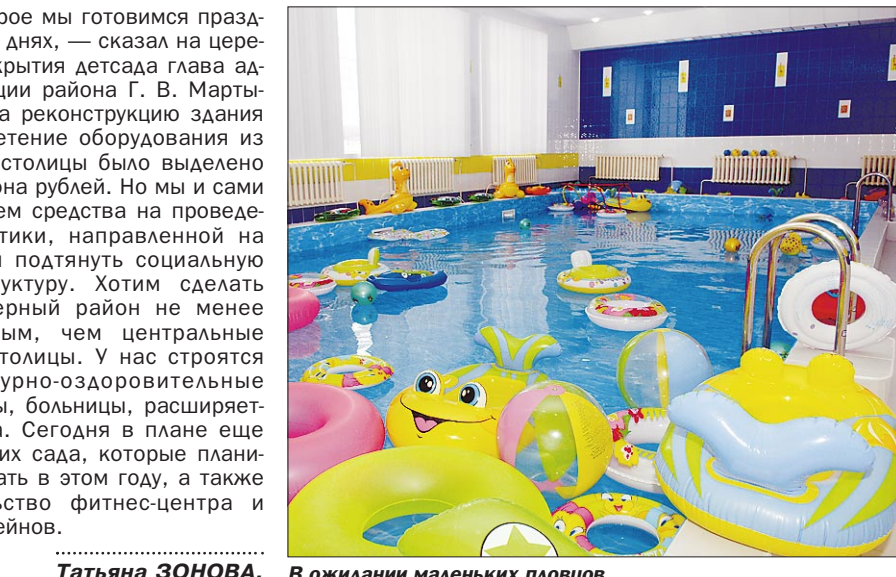 рое мы готовимся празд-
днях, — сказал на цере-
крытия детсада глава ад-
ции района Г. В. Марты-
а реконструкцию здания
етение оборудования из
столицы было выделено
она рублей. Но мы и сами
ем средства на проведе-
тики, направленной на
подтянуть социальную
уктуру. Хотим сделать
ерный район не менее
ым, чем центральные
толицы. У нас строятся
урно-оздоровительные
ы, больницы, расширяет-
а. Сегодня в плане еще
их сада, которые плани-
ать в этом году, а также
ьство фитнес-центра и
ейнов.
Татьяна ЗОНОВА.
В ожидании маленьких пловцов